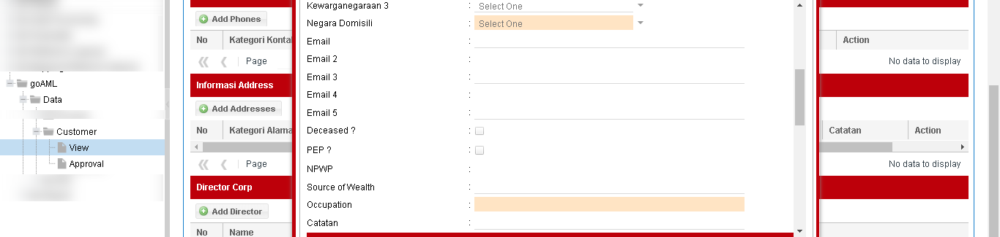 goAML
Data
Customer
View
Approval
Add Phones
No Kategori Kontal Action
Page No data to display
Informasi Address
Add Addresses
No Kategori Alama Catatan Action
Page No data to display
Director Corp
Add Director
No Name
Kewarganegaraan 3 : Select One
Negara Domisili : Select One
Email :
Email 2 :
Email 3 :
Email 4 :
Email 5 :
Deceased ? :
PEP ? :
NPWP :
Source of Wealth :
Occupation :
Catatan :